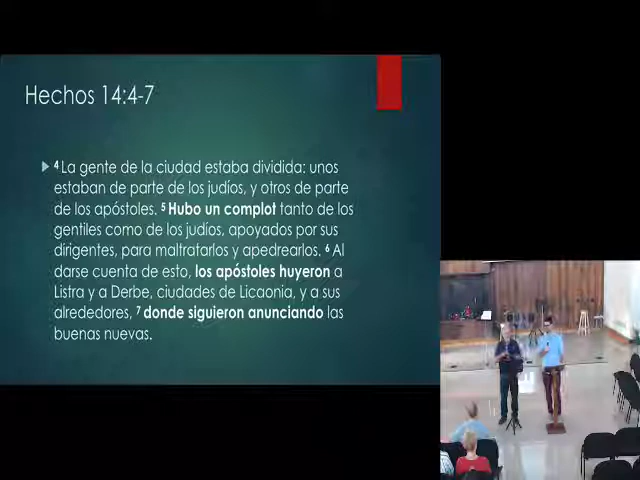 Hechos 14:4-7
4 La gente de la ciudad estaba dividida: unos
estaban de parte de los judíos, y otros de parte
de los apóstoles. 5 Hubo un complot tanto de los
gentiles como de los judíos, apoyados por sus
dirigentes, para maltratarlos y apedrearlos. 6 Al
darse cuenta de esto, los apóstoles huyeron a
Listra y a Derbe, ciudades de Licaonia, y a sus
alrededores, 7 donde siguieron anunciando las
buenas nuevas.